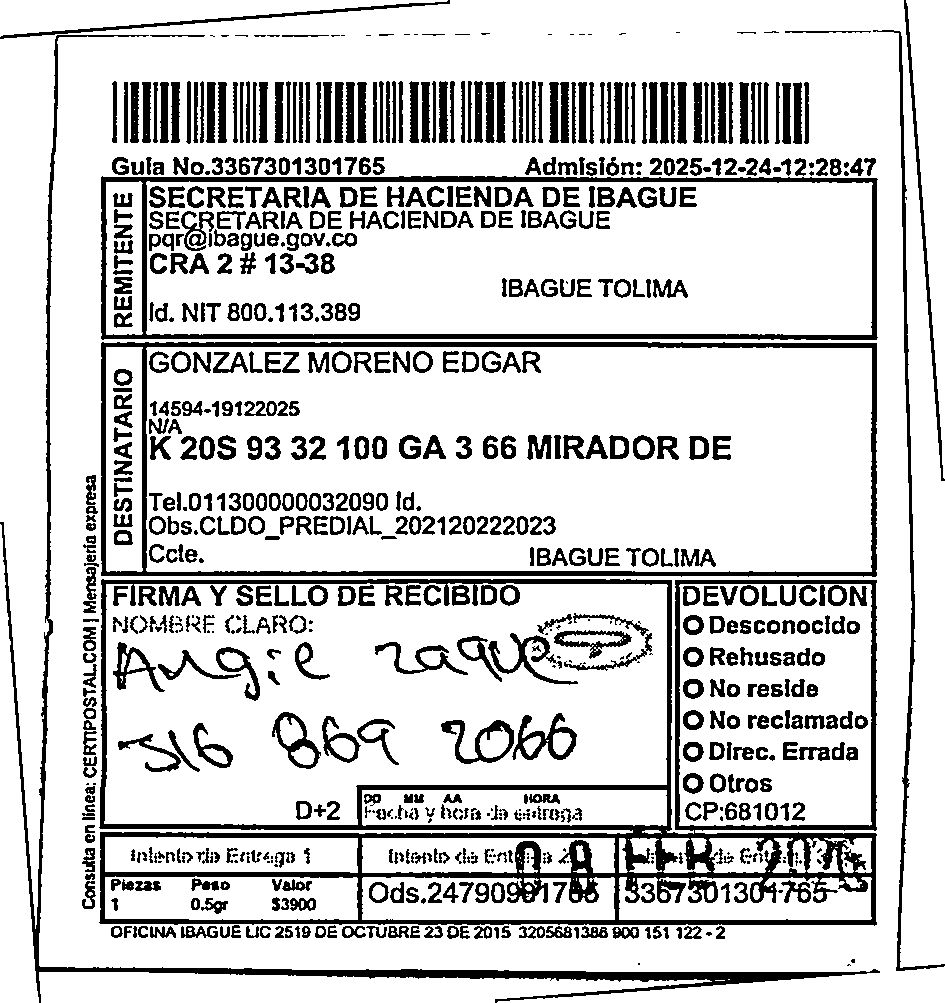 Guia No.3367301301765 Admisión: 2025-12-24-12:28:47
REMITENTE
SECRETARIA DE HACIENDA DE IBAGUE
SECRETARIA DE HACIENDA DE IBAGUE
pqr@ibague.gov.co
CRA 2 # 13-38
IBAGUE TOLIMA
Id. NIT 800.113.389
DESTINATARIO
GONZALEZ MORENO EDGAR
14594-19122025
N/A
K 20S 93 32 100 GA 3 66 MIRADOR DE
Tel.011300000032090 Id.
Obs.CLDO_PREDIAL_202120222023
Ccte. IBAGUE TOLIMA
Consulta en linea: CERTIPOSTAL.COM | Mensajería expresa
FIRMA Y SELLO DE RECIBIDO
NOMBRE CLARO:
Angie zaque
316 869 2066
D+2
DD MM AA HORA
Fecha y hora de entrega
DEVOLUCION
Desconocido
Rehusado
No reside
No reclamado
Direc. Errada
Otros
CP:681012
Intento de Entrega 1 Intento de Entrega 2
FEB
Piezas Peso Valor
1 0.5gr $3900
Ods.24790991766 3367301301765
OFICINA IBAGUE LIC 2519 DE OCTUBRE 23 DE 2015 3205681386 900 151 122 - 2